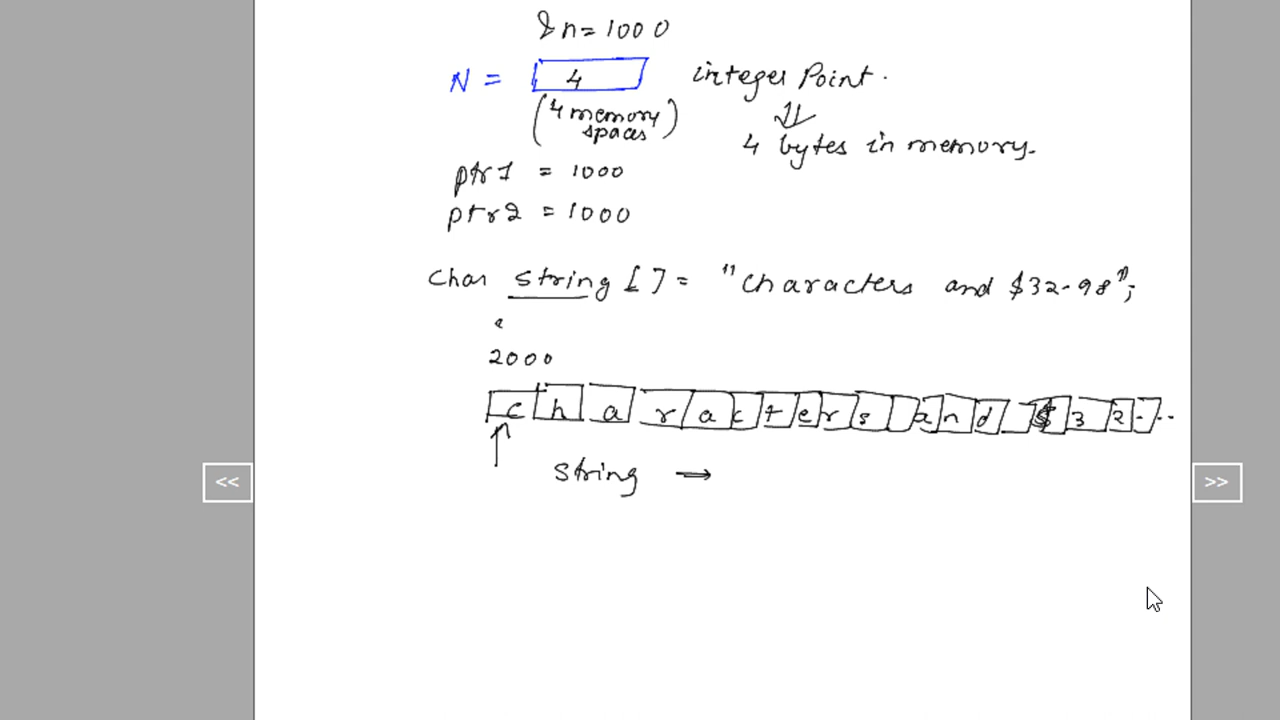 &n = 1000
N = 4 integer Point.
(4 memory spaces)
4 bytes in memory.
ptr1 = 1000
ptr2 = 1000
char string [] = "characters and $32.98";
2000
c h a r a c t e r s a n d $ 3 2 - - ..
string →
<<
>>